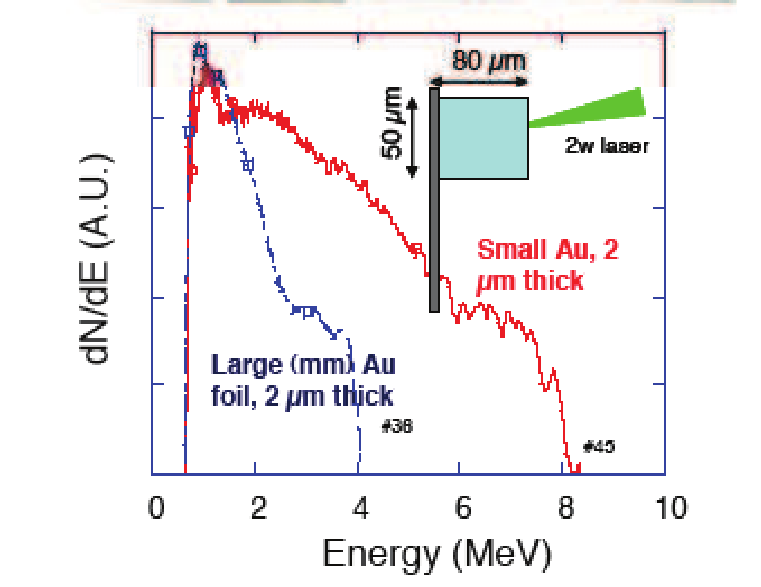 80 µm
50 µm
2w laser
dN/dE (A.U.)
Small Au, 2
µm thick
Large (mm) Au
foil, 2 µm thick
#38
#45
0 2 4 6 8 10
Energy (MeV)